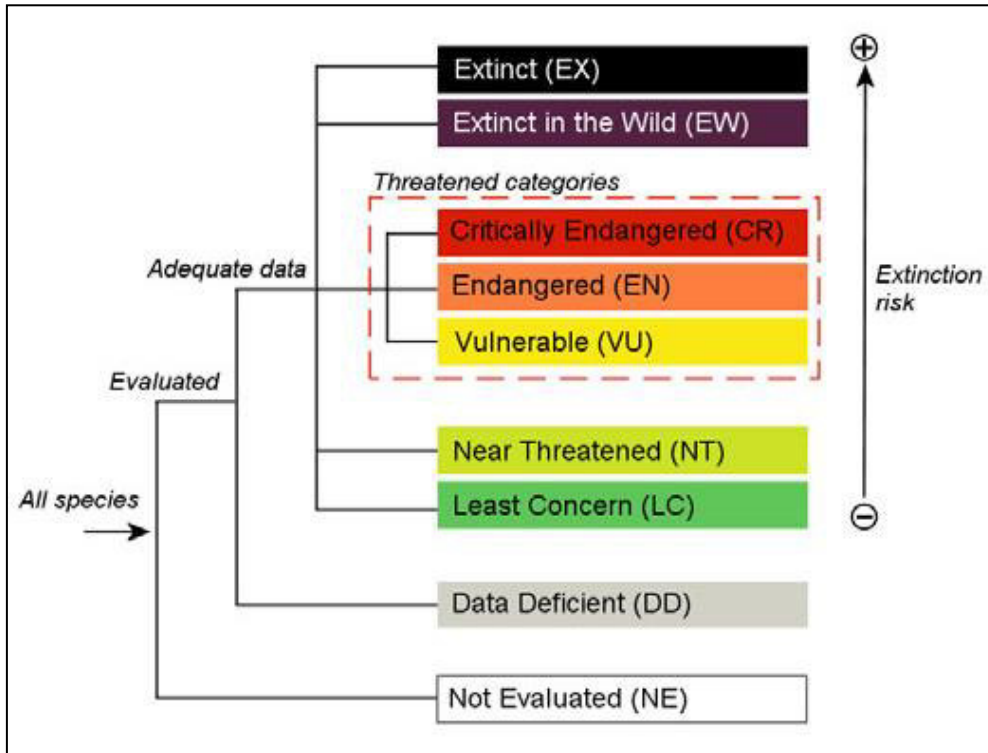 Extinct (EX)
Extinct in the Wild (EW)
Threatened categories
Critically Endangered (CR)
Adequate data
Endangered (EN)
Extinction
risk
Vulnerable (VU)
Evaluated
Near Threatened (NT)
All species
Least Concern (LC)
Data Deficient (DD)
Not Evaluated (NE)